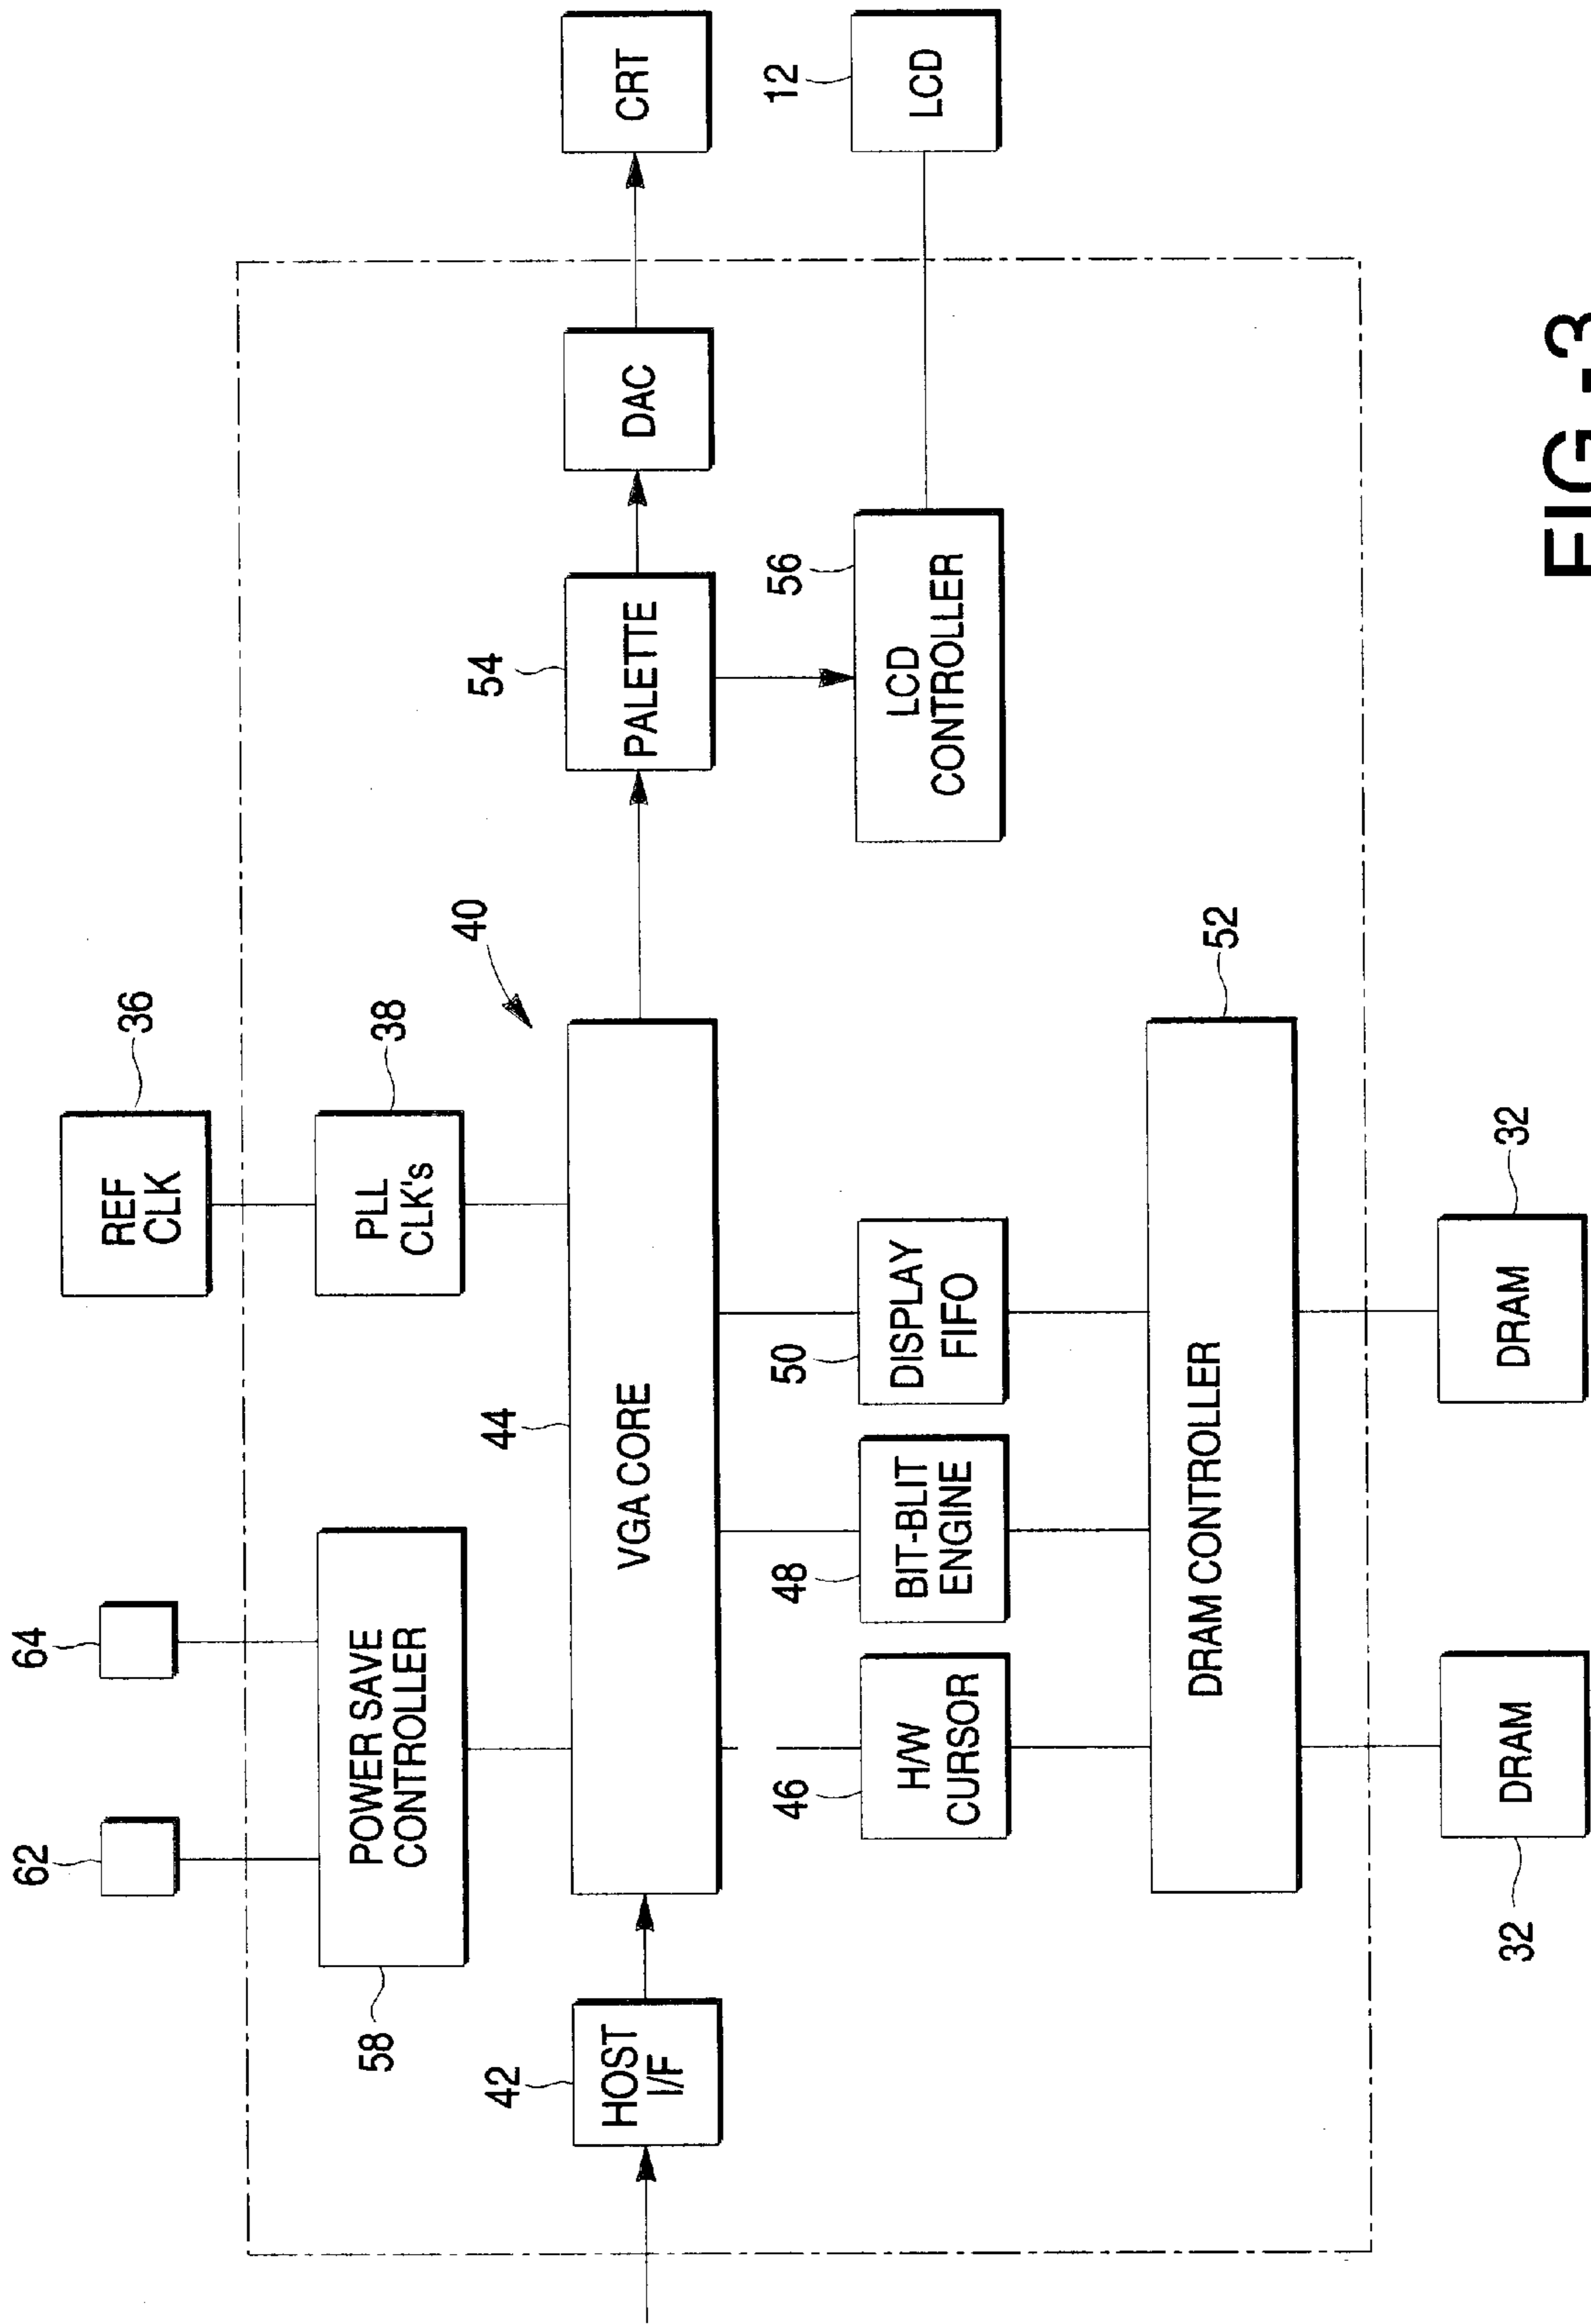 62
64
36
REF
CLK
58
POWER SAVE
CONTROLLER
PLL
CLK's
38
40
42
HOST
I/F
44
VGA CORE
54
PALETTE
DAC
CRT
46
H/W
CURSOR
48
BIT-BLIT
ENGINE
50
DISPLAY
FIFO
56
LCD
CONTROLLER
12
LCD
DRAM CONTROLLER
52
32
DRAM
DRAM
32
FIG.-3